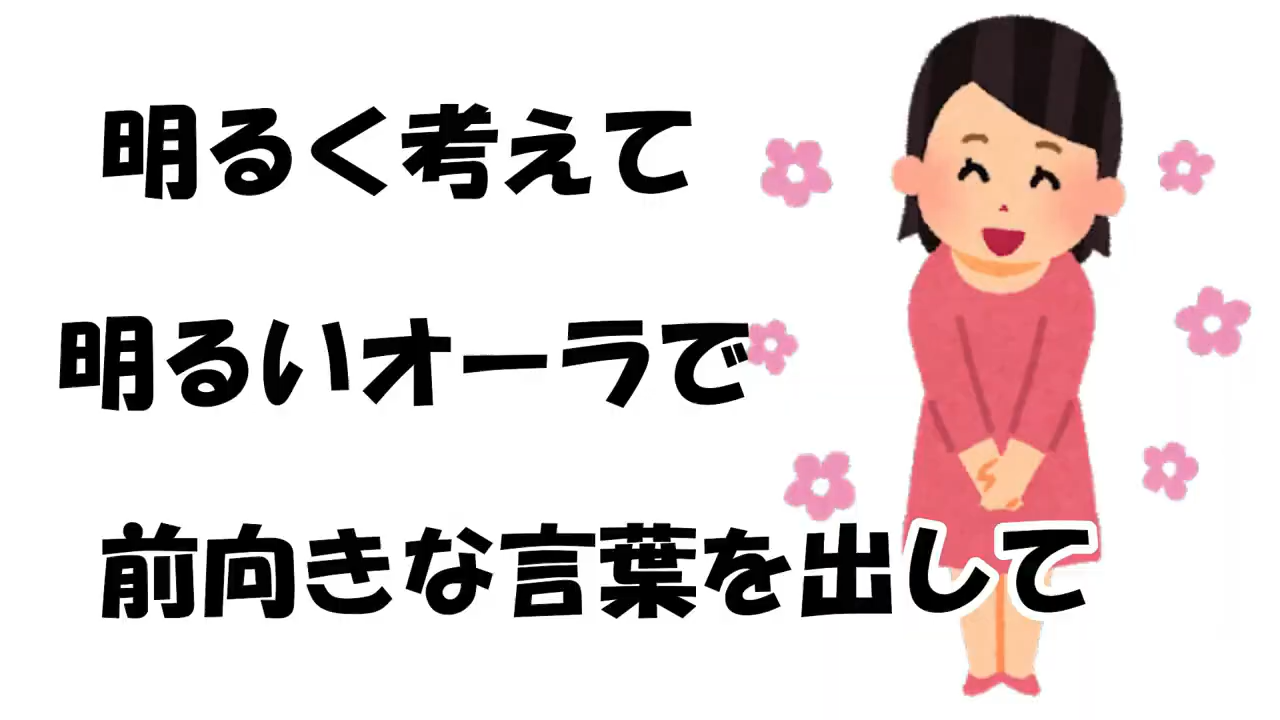 明るく考えて
明るいオーラで
前向きな言葉を出して